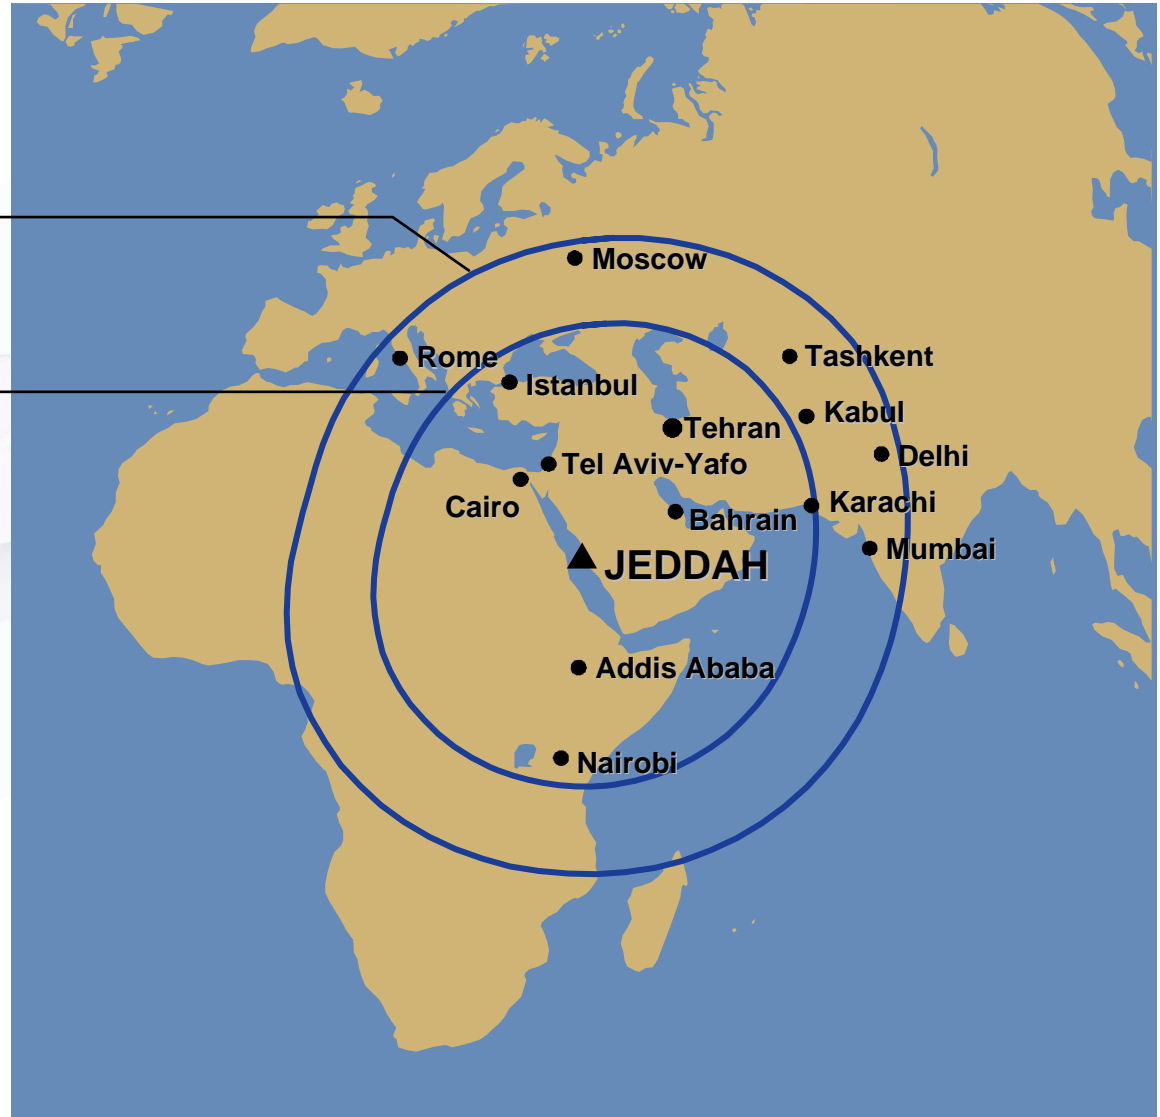 Moscow
Rome
Tashkent
Istanbul
Kabul
Tehran
Delhi
Tel Aviv-Yafo
Cairo
Karachi
Bahrain
Mumbai
JEDDAH
Addis Ababa
Nairobi